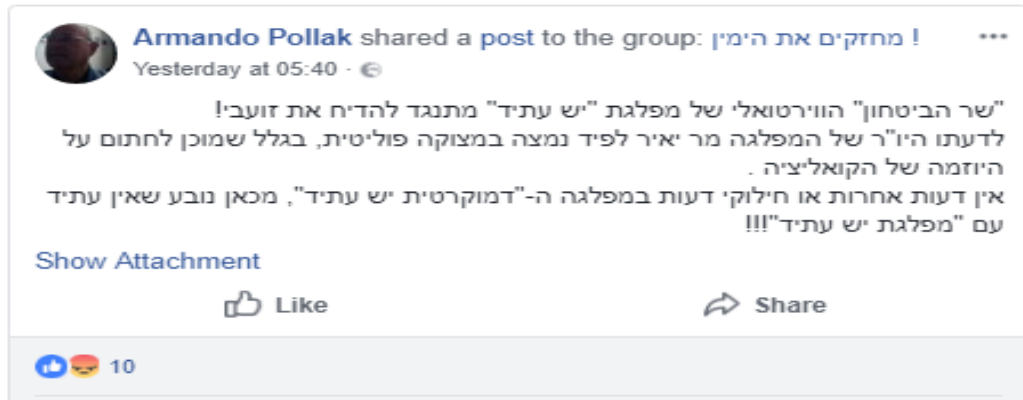 Armando Pollak shared a post to the group: מחזקים את הימין !
Yesterday at 05:40 ·
"שר הביטחון" הווירטואלי של מפלגת "יש עתיד" מתנגד להדיח את זועבי!
לדעתו היו"ר של המפלגה מר יאיר לפיד נמצה במצוקה פוליטית, בגלל שמוכן לחתום על
היוזמה של הקואליציה .
אין דעות אחרות או חילוקי דעות במפלגה ה-"דמוקרטית יש עתיד", מכאן נובע שאין עתיד
עם "מפלגת יש עתיד"!!!
Show Attachment
Like Share
10